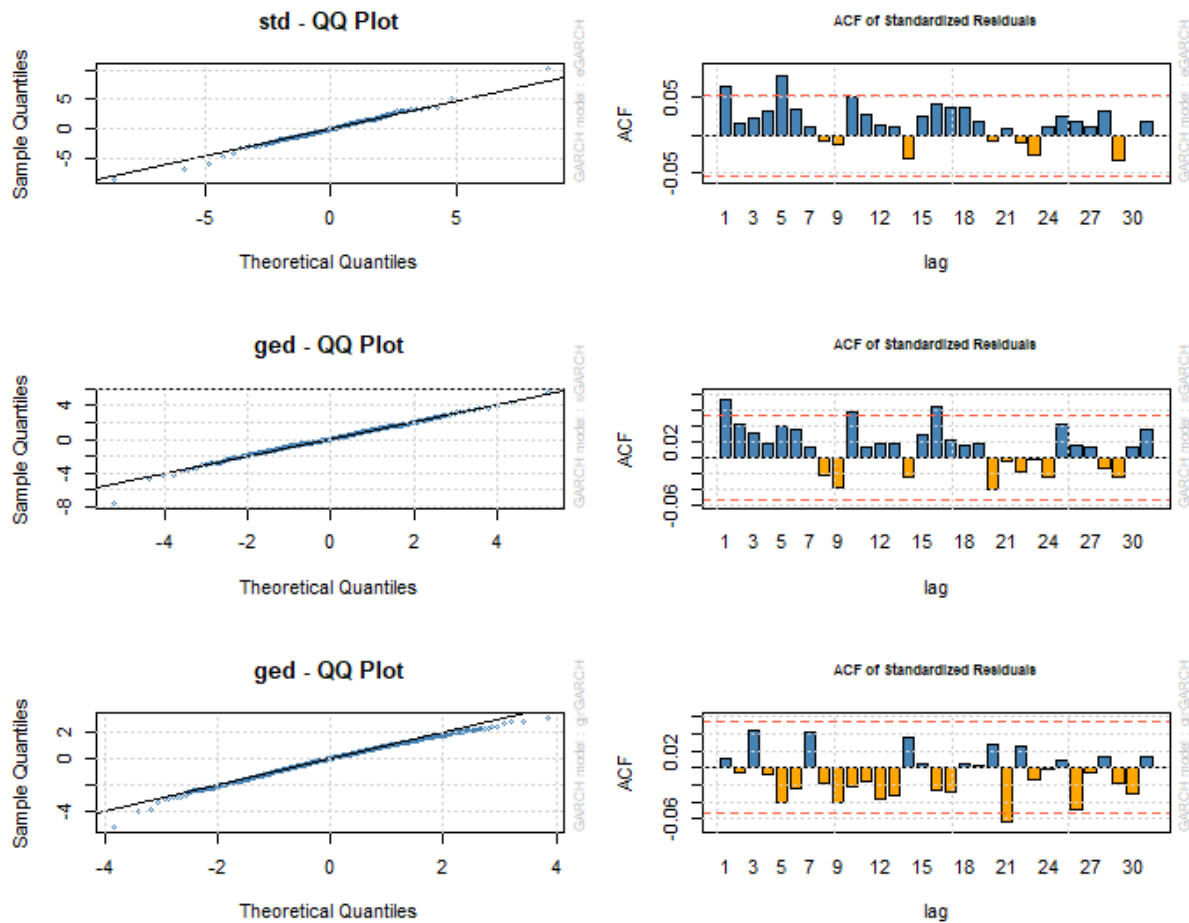 std - QQ Plot
Sample Quantiles
5
0
-5
-5 0 5
Theoretical Quantiles
GARCH model : eGARCH
ACF of Standardized Residuals
ACF
0.05
-0.05
1 3 5 7 9 12 15 18 21 24 27 30
lag
GARCH model : eGARCH
ged - QQ Plot
Sample Quantiles
4
0
-4
-8
-4 -2 0 2 4
Theoretical Quantiles
GARCH model : sGARCH
ACF of Standardized Residuals
ACF
0.02
-0.06
1 3 5 7 9 12 15 18 21 24 27 30
lag
GARCH model : sGARCH
ged - QQ Plot
Sample Quantiles
2
0
-4
-4 -2 0 2 4
Theoretical Quantiles
GARCH model : gjrGARCH
ACF of Standardized Residuals
ACF
0.02
-0.06
1 3 5 7 9 12 15 18 21 24 27 30
lag
GARCH model : gjrGARCH